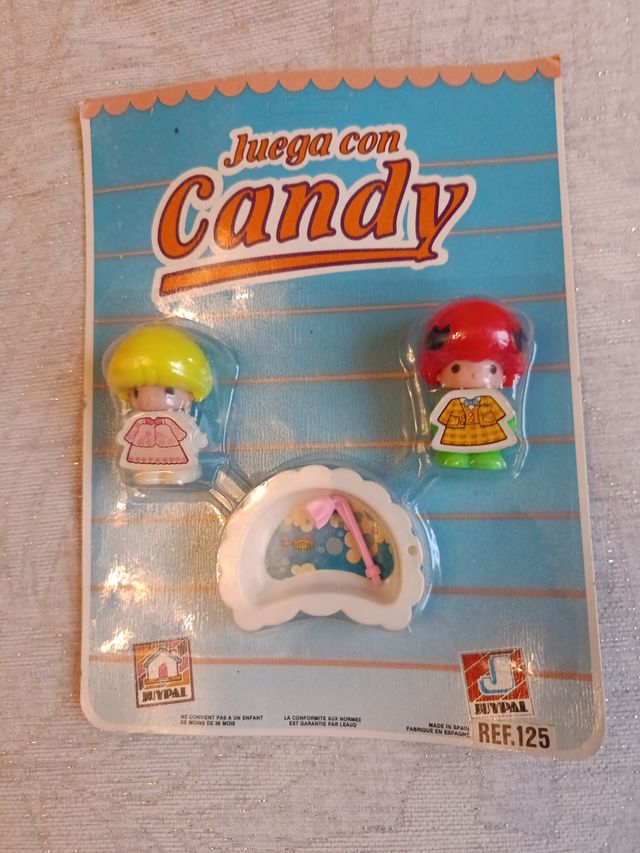 Juega con
Candy
JUYPAL
J
JUYPAL
NE CONVIENT PAS A UN ENFANT
DE MOINS DE 36 MOIS
LA CONFORMITE AUX NORMES
EST GARANTIE PAR L'EAUD
MADE IN SPAIN
FABRIQUE EN ESPAGNE
REF.125